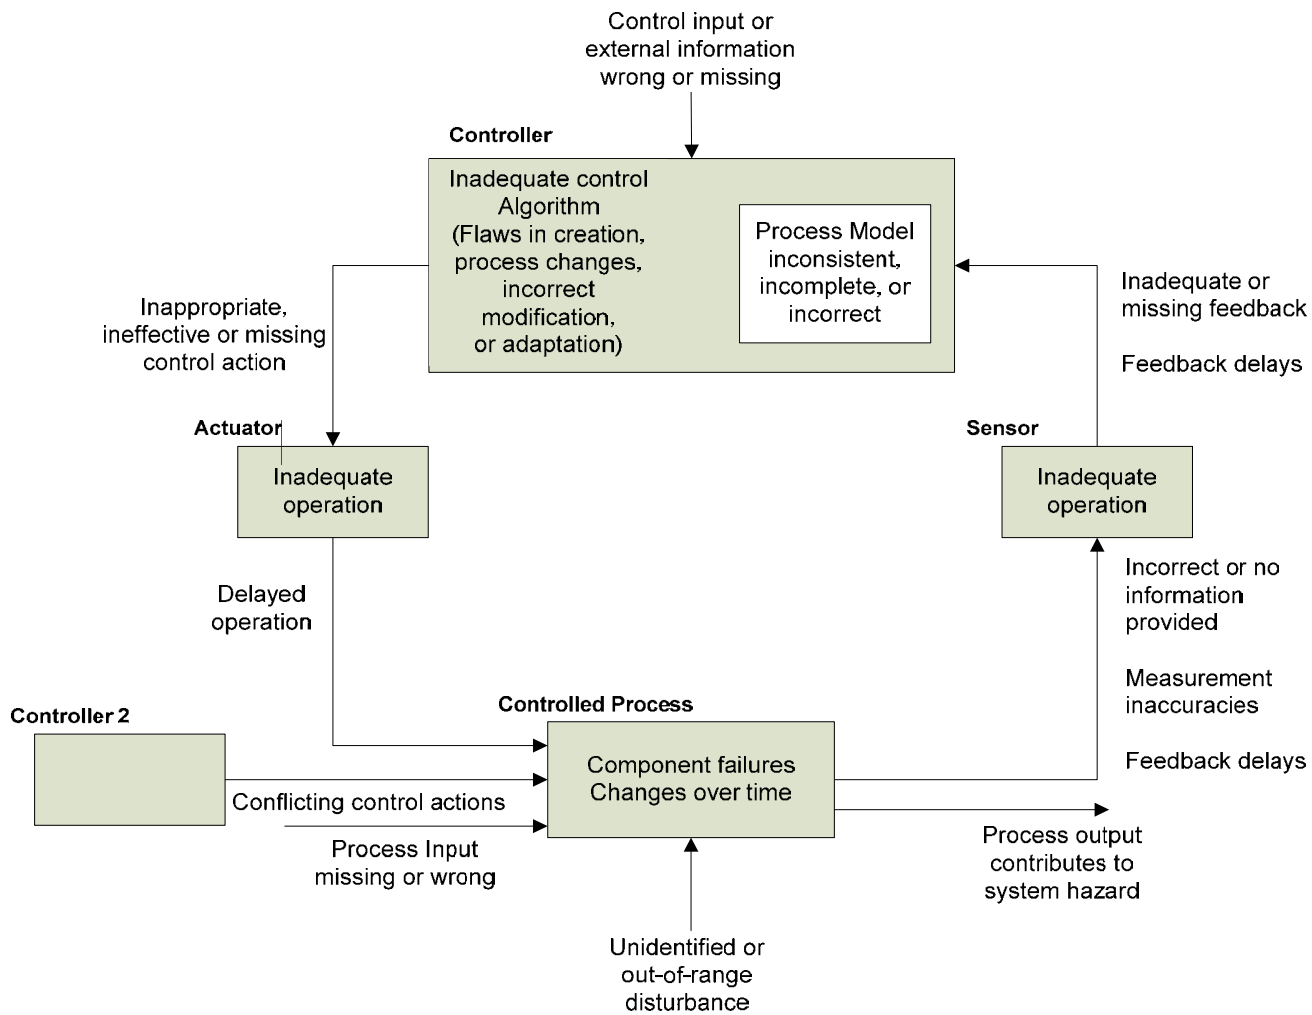 Control input or
external information
wrong or missing
Controller
Inadequate control
Algorithm
(Flaws in creation,
process changes,
incorrect
modification,
or adaptation)
Process Model
inconsistent,
incomplete, or
incorrect
Inappropriate,
ineffective or missing
control action
Inadequate or
missing feedback
Feedback delays
Actuator
Inadequate
operation
Sensor
Inadequate
operation
Delayed
operation
Incorrect or no
information
provided
Measurement
inaccuracies
Feedback delays
Controller 2
Controlled Process
Component failures
Changes over time
Conflicting control actions
Process Input
missing or wrong
Process output
contributes to
system hazard
Unidentified or
out-of-range
disturbance